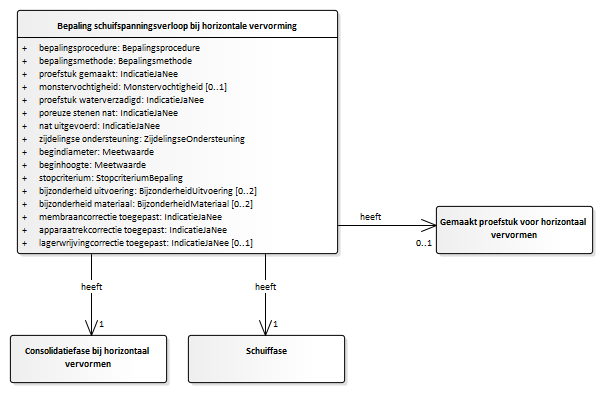 Bepaling schuifspanningsverloop bij horizontale vervorming
+ bepalingsprocedure: Bepalingsprocedure
+ bepalingsmethode: Bepalingsmethode
+ proefstuk gemaakt: IndicatieJaNee
+ monstervochtigheid: Monstervochtigheid [0..1]
+ proefstuk waterverzadigd: IndicatieJaNee
+ poreuze stenen nat: IndicatieJaNee
+ nat uitgevoerd: IndicatieJaNee
+ zijdelingse ondersteuning: ZijdelingseOndersteuning
+ begindiameter: Meetwaarde
+ beginhoogte: Meetwaarde
+ stopcriterium: StopcriteriumBepaling
+ bijzonderheid uitvoering: BijzonderheidUitvoering [0..2]
+ bijzonderheid materiaal: BijzonderheidMateriaal [0..2]
+ membraancorrectie toegepast: IndicatieJaNee
+ apparaatrekcorrectie toegepast: IndicatieJaNee
+ lagerwrijvingcorrectie toegepast: IndicatieJaNee [0..1]
heeft
0..1
Gemaakt proefstuk voor horizontaal
vervormen
heeft
1
heeft
1
Consolidatiefase bij horizontaal
vervormen
Schuiffase